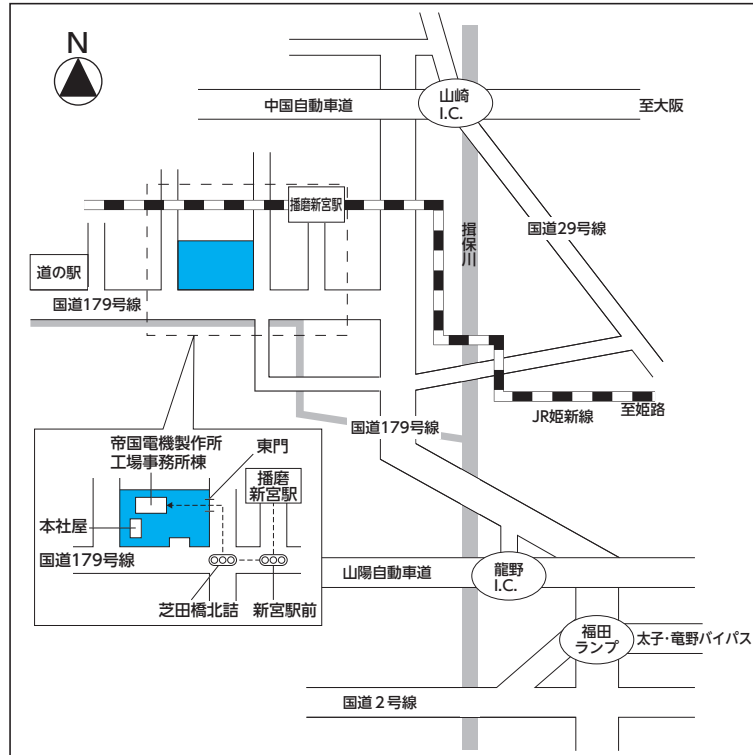 N
山崎
I.C.
中国自動車道
至大阪
播磨新宮駅
揖保川
国道29号線
道の駅
国道179号線
国道179号線
JR姫新線
至姫路
帝国電機製作所
工場事務所棟
東門
播磨
新宮駅
本社屋
国道179号線
芝田橋北詰
新宮駅前
山陽自動車道
龍野
I.C.
福田
ランプ
太子・竜野バイパス
国道２号線